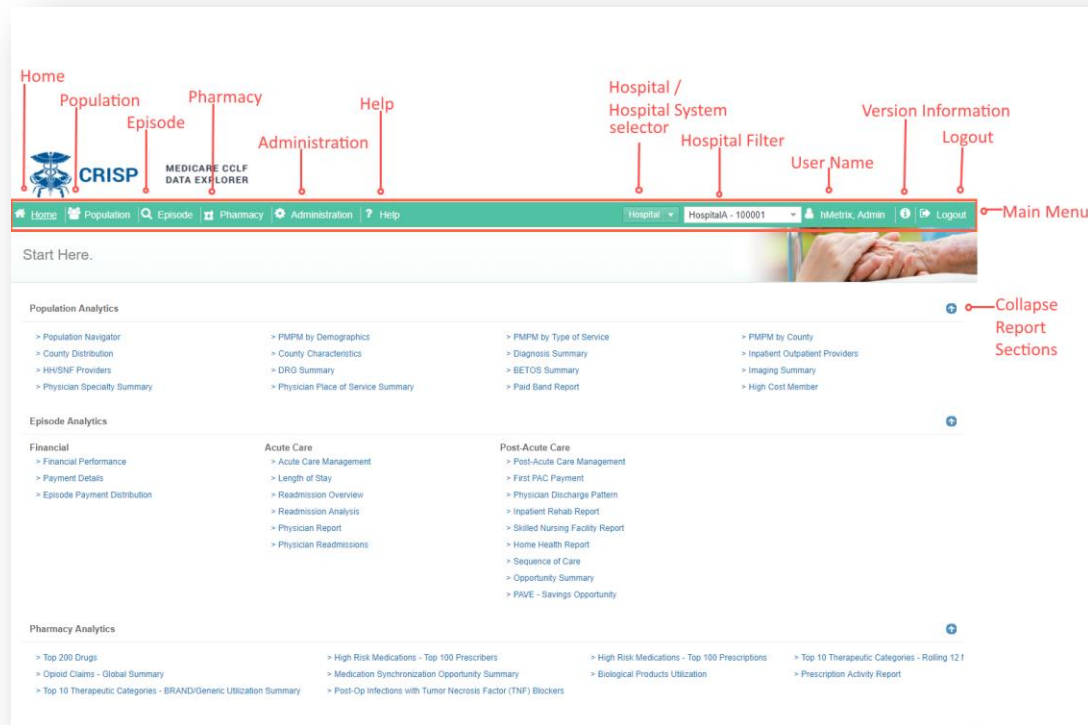 Home
Population
Pharmacy
Episode
Help
Administration
Hospital /
Hospital System
selector
Hospital Filter
Version Information
User Name
Logout
CRISP
MEDICARE CCLF
DATA EXPLORER
Home Population Episode Pharmacy Administration ? Help Hospital HospitalA - 100001 hMetrix, Admin Logout
Main Menu
Start Here.
Collapse
Report
Sections
Population Analytics
> Population Navigator > PMPM by Demographics > PMPM by Type of Service > PMPM by County
> County Distribution > County Characteristics > Diagnosis Summary > Inpatient Outpatient Providers
> HH/SNF Providers > DRG Summary > BETOS Summary > Imaging Summary
> Physician Specialty Summary > Physician Place of Service Summary > Paid Band Report > High Cost Member
Episode Analytics
Financial
> Financial Performance
> Payment Details
> Episode Payment Distribution
Acute Care
> Acute Care Management
> Length of Stay
> Readmission Overview
> Readmission Analysis
> Physician Report
> Physician Readmissions
Post-Acute Care
> Post-Acute Care Management
> First PAC Payment
> Physician Discharge Pattern
> Inpatient Rehab Report
> Skilled Nursing Facility Report
> Home Health Report
> Sequence of Care
> Opportunity Summary
> PAVE - Savings Opportunity
Pharmacy Analytics
> Top 200 Drugs > High Risk Medications - Top 100 Prescribers > High Risk Medications - Top 100 Prescriptions > Top 10 Therapeutic Categories - Rolling 12
> Opioid Claims - Global Summary > Medication Synchronization Opportunity Summary > Biological Products Utilization > Prescription Activity Report
> Top 10 Therapeutic Categories - BRAND/Generic Utilization Summary > Post-Op Infections with Tumor Necrosis Factor (TNF) Blockers